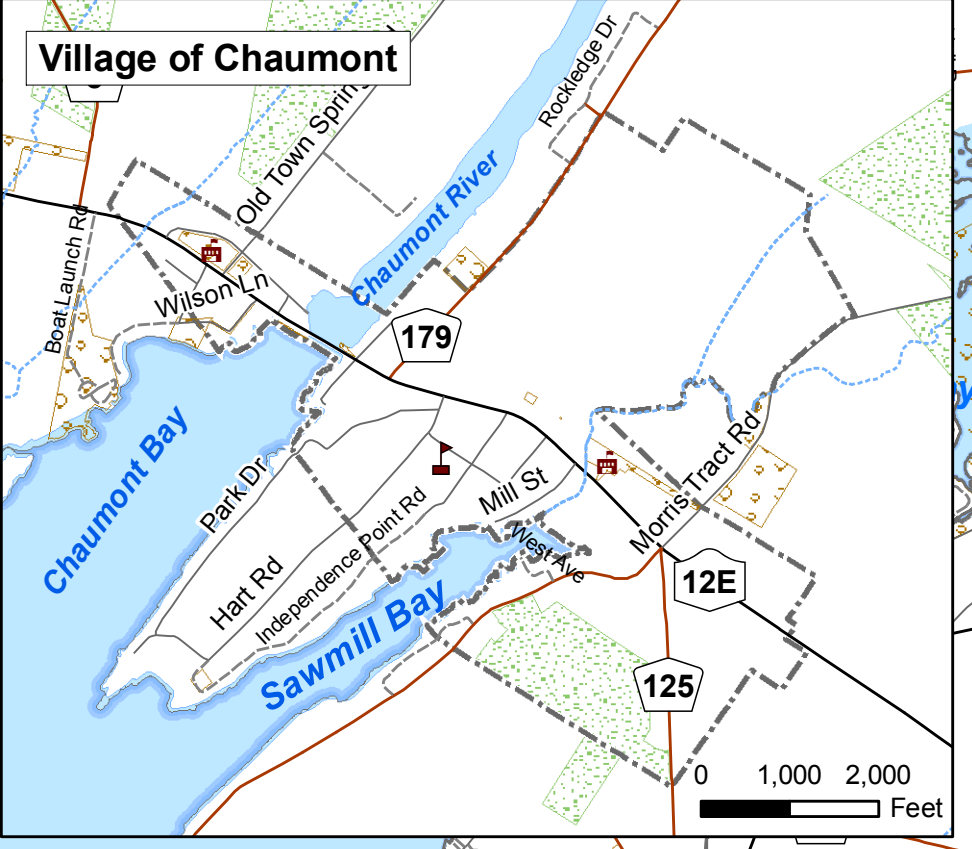 Village of Chaumont
Old Town Spring
Rockledge Dr
Chaumont River
Boat Launch Rd
Wilson Ln
179
Chaumont Bay
Park Dr
Mill St
Morris Tract Rd
Independence Point Rd
West Ave
Hart Rd
12E
Sawmill Bay
125
0 1,000 2,000
Feet